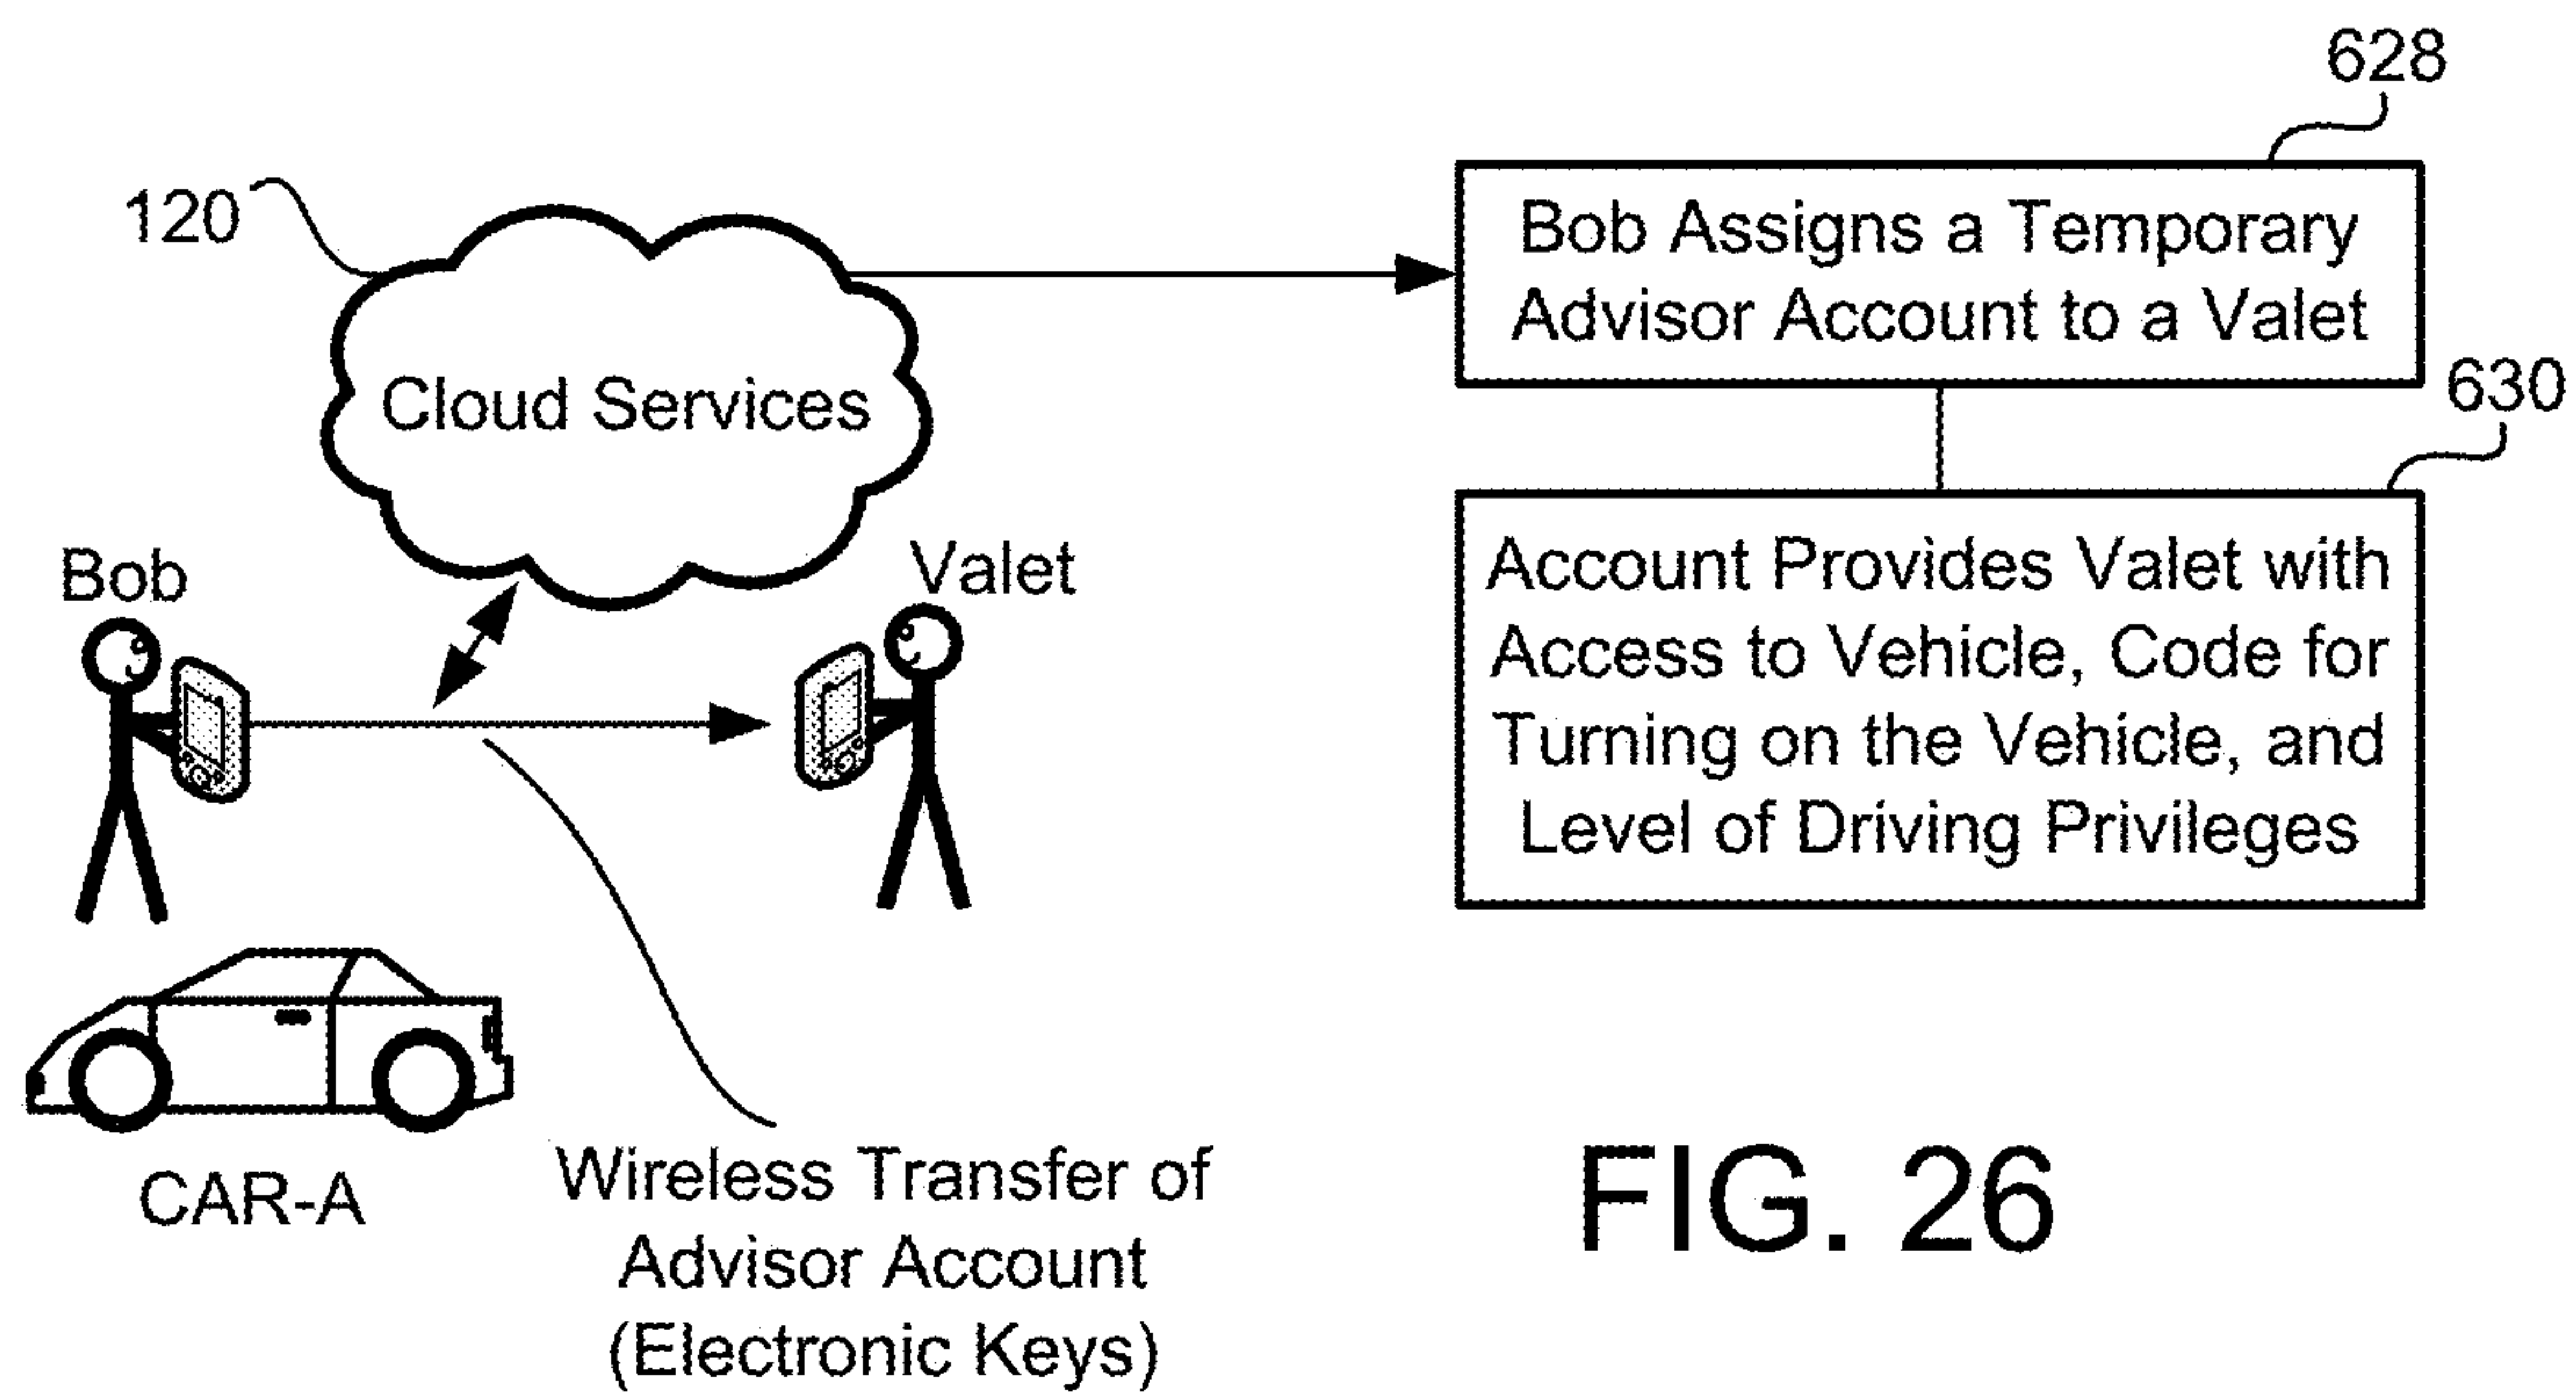 628
120
Bob Assigns a Temporary
Advisor Account to a Valet
Cloud Services
630
Bob
Valet
Account Provides Valet with
Access to Vehicle, Code for
Turning on the Vehicle, and
Level of Driving Privileges
CAR-A
Wireless Transfer of
Advisor Account
(Electronic Keys)
FIG. 26